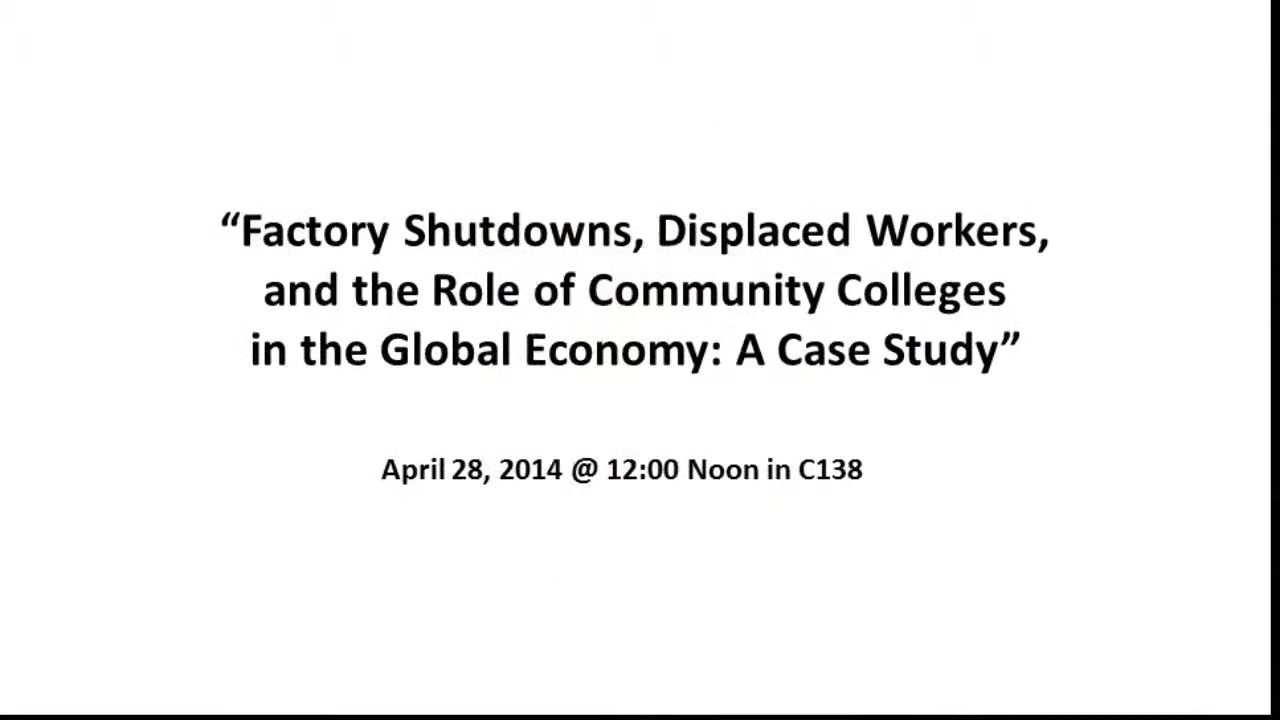 “Factory Shutdowns, Displaced Workers,
and the Role of Community Colleges
in the Global Economy: A Case Study”
April 28, 2014 @ 12:00 Noon in C138